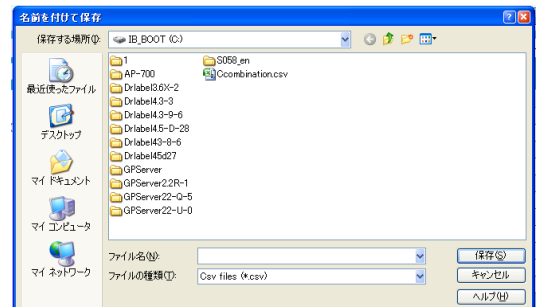 名前を付けて保存
保存する場所(I):
IB_BOOT (C:)
最近使ったファイル
デスクトップ
マイ ドキュメント
マイ コンピュータ
マイ ネットワーク
1
AP-700
Drlabel3.6X-2
Drlabel4.3-3
Drlabel4.3-9-6
Drlabel4.5-D-28
Drlabel43-8-6
Drlabel45d27
GPServer
GPServer2.2R-1
GPServer22-Q-5
GPServer22-U-0
S058_en
Ccombination.csv
ファイル名(N):
保存(S)
ファイルの種類(T):
Csv files (*.csv)
キャンセル
ヘルプ(H)